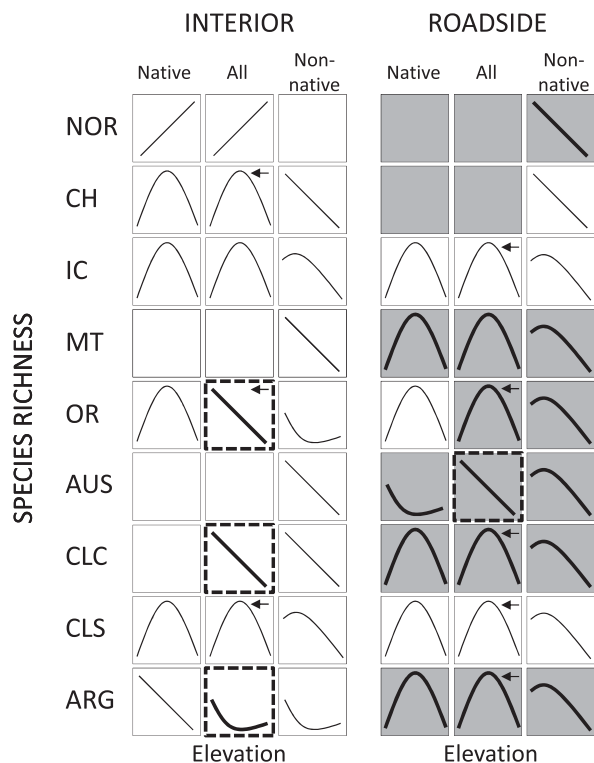 INTERIOR ROADSIDE
Native All Non-native Native All Non-native
NOR
CH
IC
MT
OR
AUS
CLC
CLS
ARG
SPECIES RICHNESS
Elevation Elevation